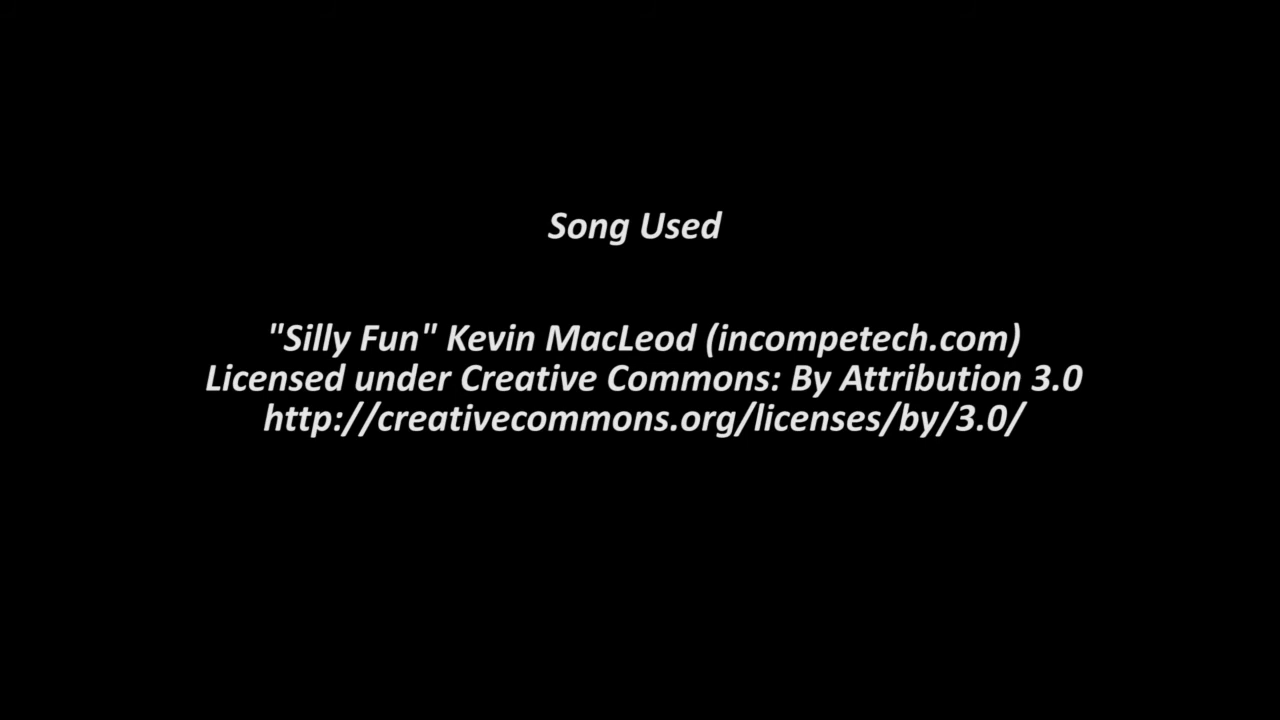 Song Used
"Silly Fun" Kevin MacLeod (incompetech.com)
Licensed under Creative Commons: By Attribution 3.0
http://creativecommons.org/licenses/by/3.0/